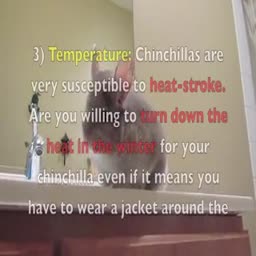 3) Temperature: Chinchillas are
very susceptible to heat-stroke.
Are you willing to turn down the
heat in the winter for your
chinchilla even if it means you
have to wear a jacket around the